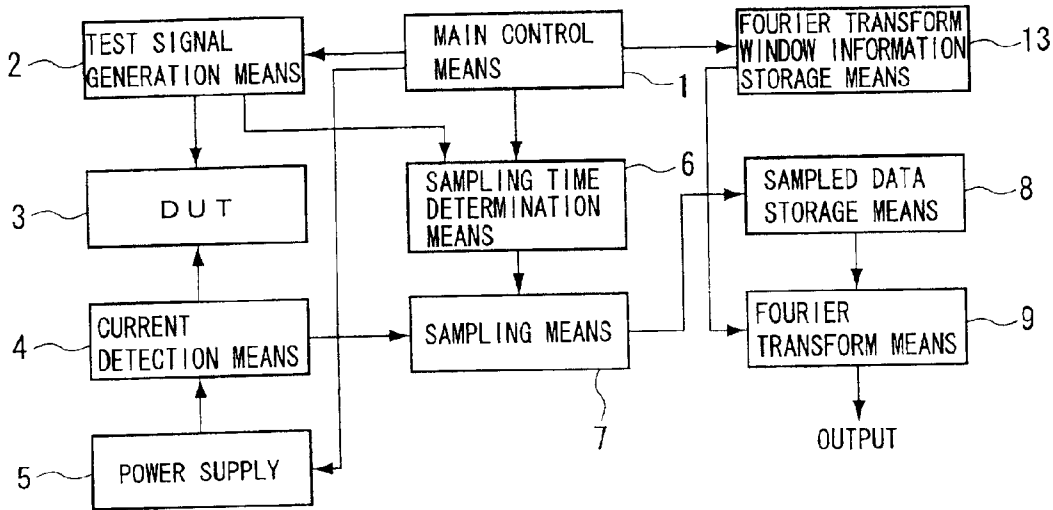 2
TEST SIGNAL
GENERATION MEANS
MAIN CONTROL
MEANS
1
FOURIER TRANSFORM
WINDOW INFORMATION
STORAGE MEANS
13
3
DUT
SAMPLING TIME
DETERMINATION
MEANS
6
SAMPLED DATA
STORAGE MEANS
8
4
CURRENT
DETECTION MEANS
SAMPLING MEANS
7
FOURIER
TRANSFORM MEANS
9
5
POWER SUPPLY
OUTPUT